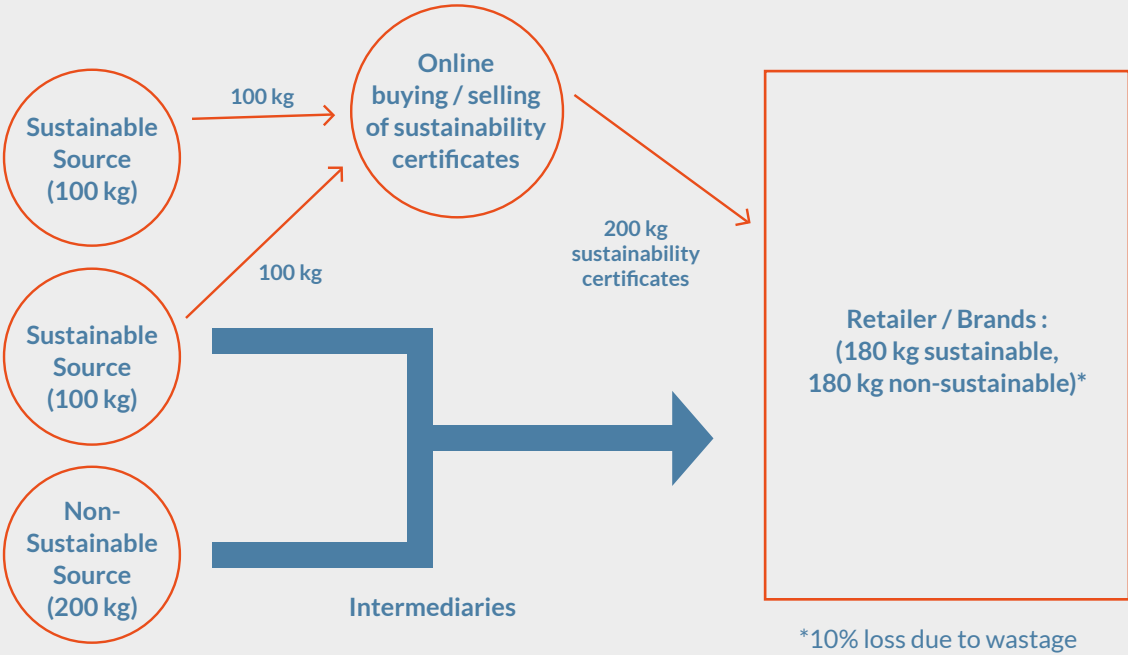 Sustainable
Source
(100 kg)
100 kg
Online
buying / selling
of sustainability
certificates
Sustainable
Source
(100 kg)
100 kg
200 kg
sustainability
certificates
Non-
Sustainable
Source
(200 kg)
Intermediaries
Retailer / Brands :
(180 kg sustainable,
180 kg non-sustainable)*
*10% loss due to wastage